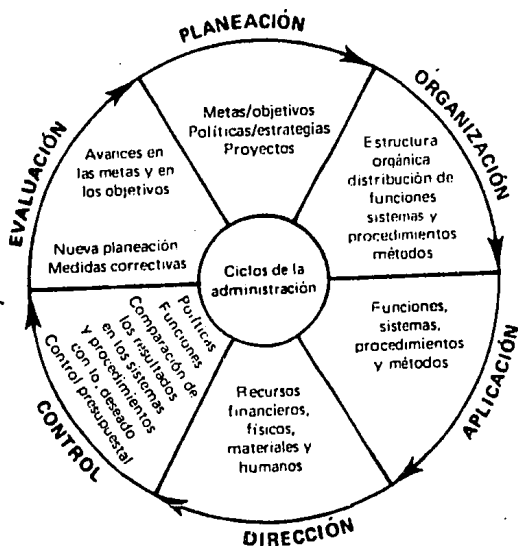 PLANEACIÓN
Metas/objetivos
Políticas/estrategias
Proyectos
ORGANIZACIÓN
Estructura
orgánica
distribución de
funciones
sistemas y
procedimientos
métodos
APLICACIÓN
Funciones,
sistemas,
procedimientos
y métodos
DIRECCIÓN
Recursos
financieros,
físicos,
materiales y
humanos
CONTROL
Políticas
Funciones
Comparación de
los resultados
en los sistemas
y procedimientos
con lo. deseado
Control presupuestal
EVALUACIÓN
Avances en
las metas y en
los objetivos
Nueva planeación
Medidas correctivas
Ciclos de la
administración